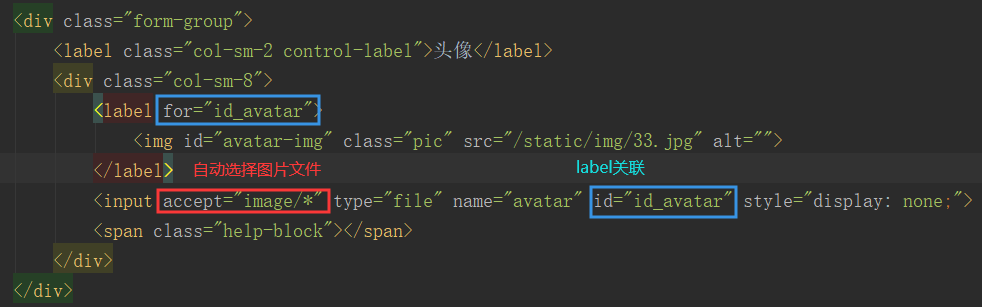 <div class="form-group">
<label class="col-sm-2 control-label">头像</label>
<div class="col-sm-8">
<label for="id_avatar">
<img id="avatar-img" class="pic" src="/static/img/33.jpg" alt="">
</label> 自动选择图片文件 label关联
<input accept="image/*" type="file" name="avatar" id="id_avatar" style="display: none;">
<span class="help-block"></span>
</div>
</div>